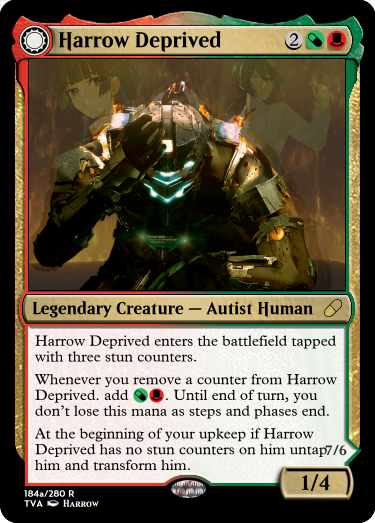 Harrow Deprived 2
Legendary Creature — Autist Human
Harrow Deprived enters the battlefield tapped
with three stun counters.
Whenever you remove a counter from Harrow
Deprived. add . Until end of turn, you
don't lose this mana as steps and phases end.
At the beginning of your upkeep if Harrow
Deprived has no stun counters on him untap
him and transform him.
7/6
1/4
184a/280 R
TVA Harrow